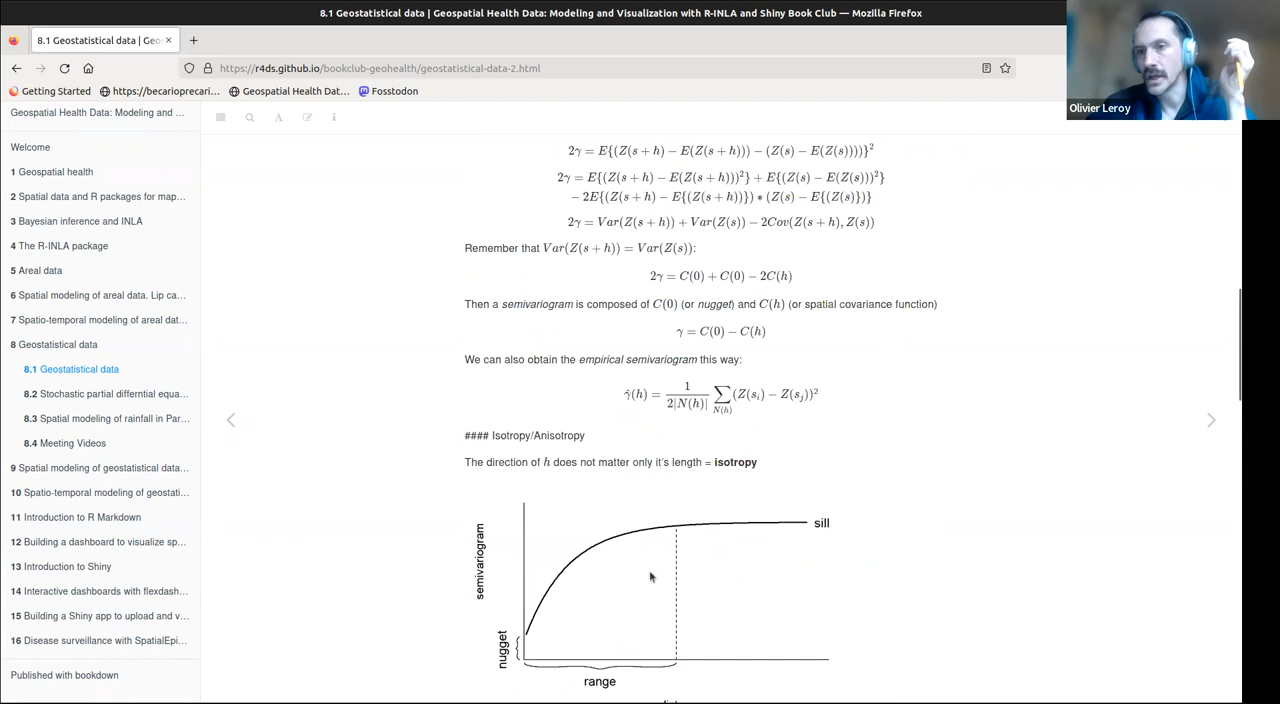 8.1 Geostatistical data | Geospatial Health Data: Modeling and Visualization with R-INLA and Shiny Book Club — Mozilla Firefox
8.1 Geostatistical data | Geo
https://r4ds.github.io/bookclub-geohealth/geostatistical-data-2.html
Getting Started
https://becarioprecari…
Geospatial Health Dat…
Fosstodon
Olivier Leroy
Geospatial Health Data: Modeling and …
Welcome
1 Geospatial health
2 Spatial data and R packages for map…
3 Bayesian inference and INLA
4 The R-INLA package
5 Areal data
6 Spatial modeling of areal data. Lip ca…
7 Spatio-temporal modeling of areal dat…
8 Geostatistical data
8.1 Geostatistical data
8.2 Stochastic partial differntial equa…
8.3 Spatial modeling of rainfall in Par…
8.4 Meeting Videos
9 Spatial modeling of geostatistical data…
10 Spatio-temporal modeling of geostati…
11 Introduction to R Markdown
12 Building a dashboard to visualize sp…
13 Introduction to Shiny
14 Interactive dashboards with flexdash…
15 Building a Shiny app to upload and v…
16 Disease surveillance with SpatialEpi…
Published with bookdown
2γ = E{(Z(s + h) − E(Z(s + h))) − (Z(s) − E(Z(s))))}²
2γ = E{(Z(s + h) − E(Z(s + h)))²} + E{(Z(s) − E(Z(s)))²}
− 2E{(Z(s + h) − E{(Z(s + h))}) ∗ (Z(s) − E{(Z(s)})}
2γ = Var(Z(s + h)) + Var(Z(s)) − 2Cov(Z(s + h), Z(s))
Remember that Var(Z(s + h)) = Var(Z(s)):
2γ = C(0) + C(0) − 2C(h)
Then a semivariogram is composed of C(0) (or nugget) and C(h) (or spatial covariance function)
γ = C(0) − C(h)
We can also obtain the empirical semivariogram this way:
γ̂(h) = 1/2|N(h)| ∑N(h) (Z(si) − Z(sj))²
#### Isotropy/Anisotropy
The direction of h does not matter only it's length = isotropy
semivariogram
sill
nugget
range